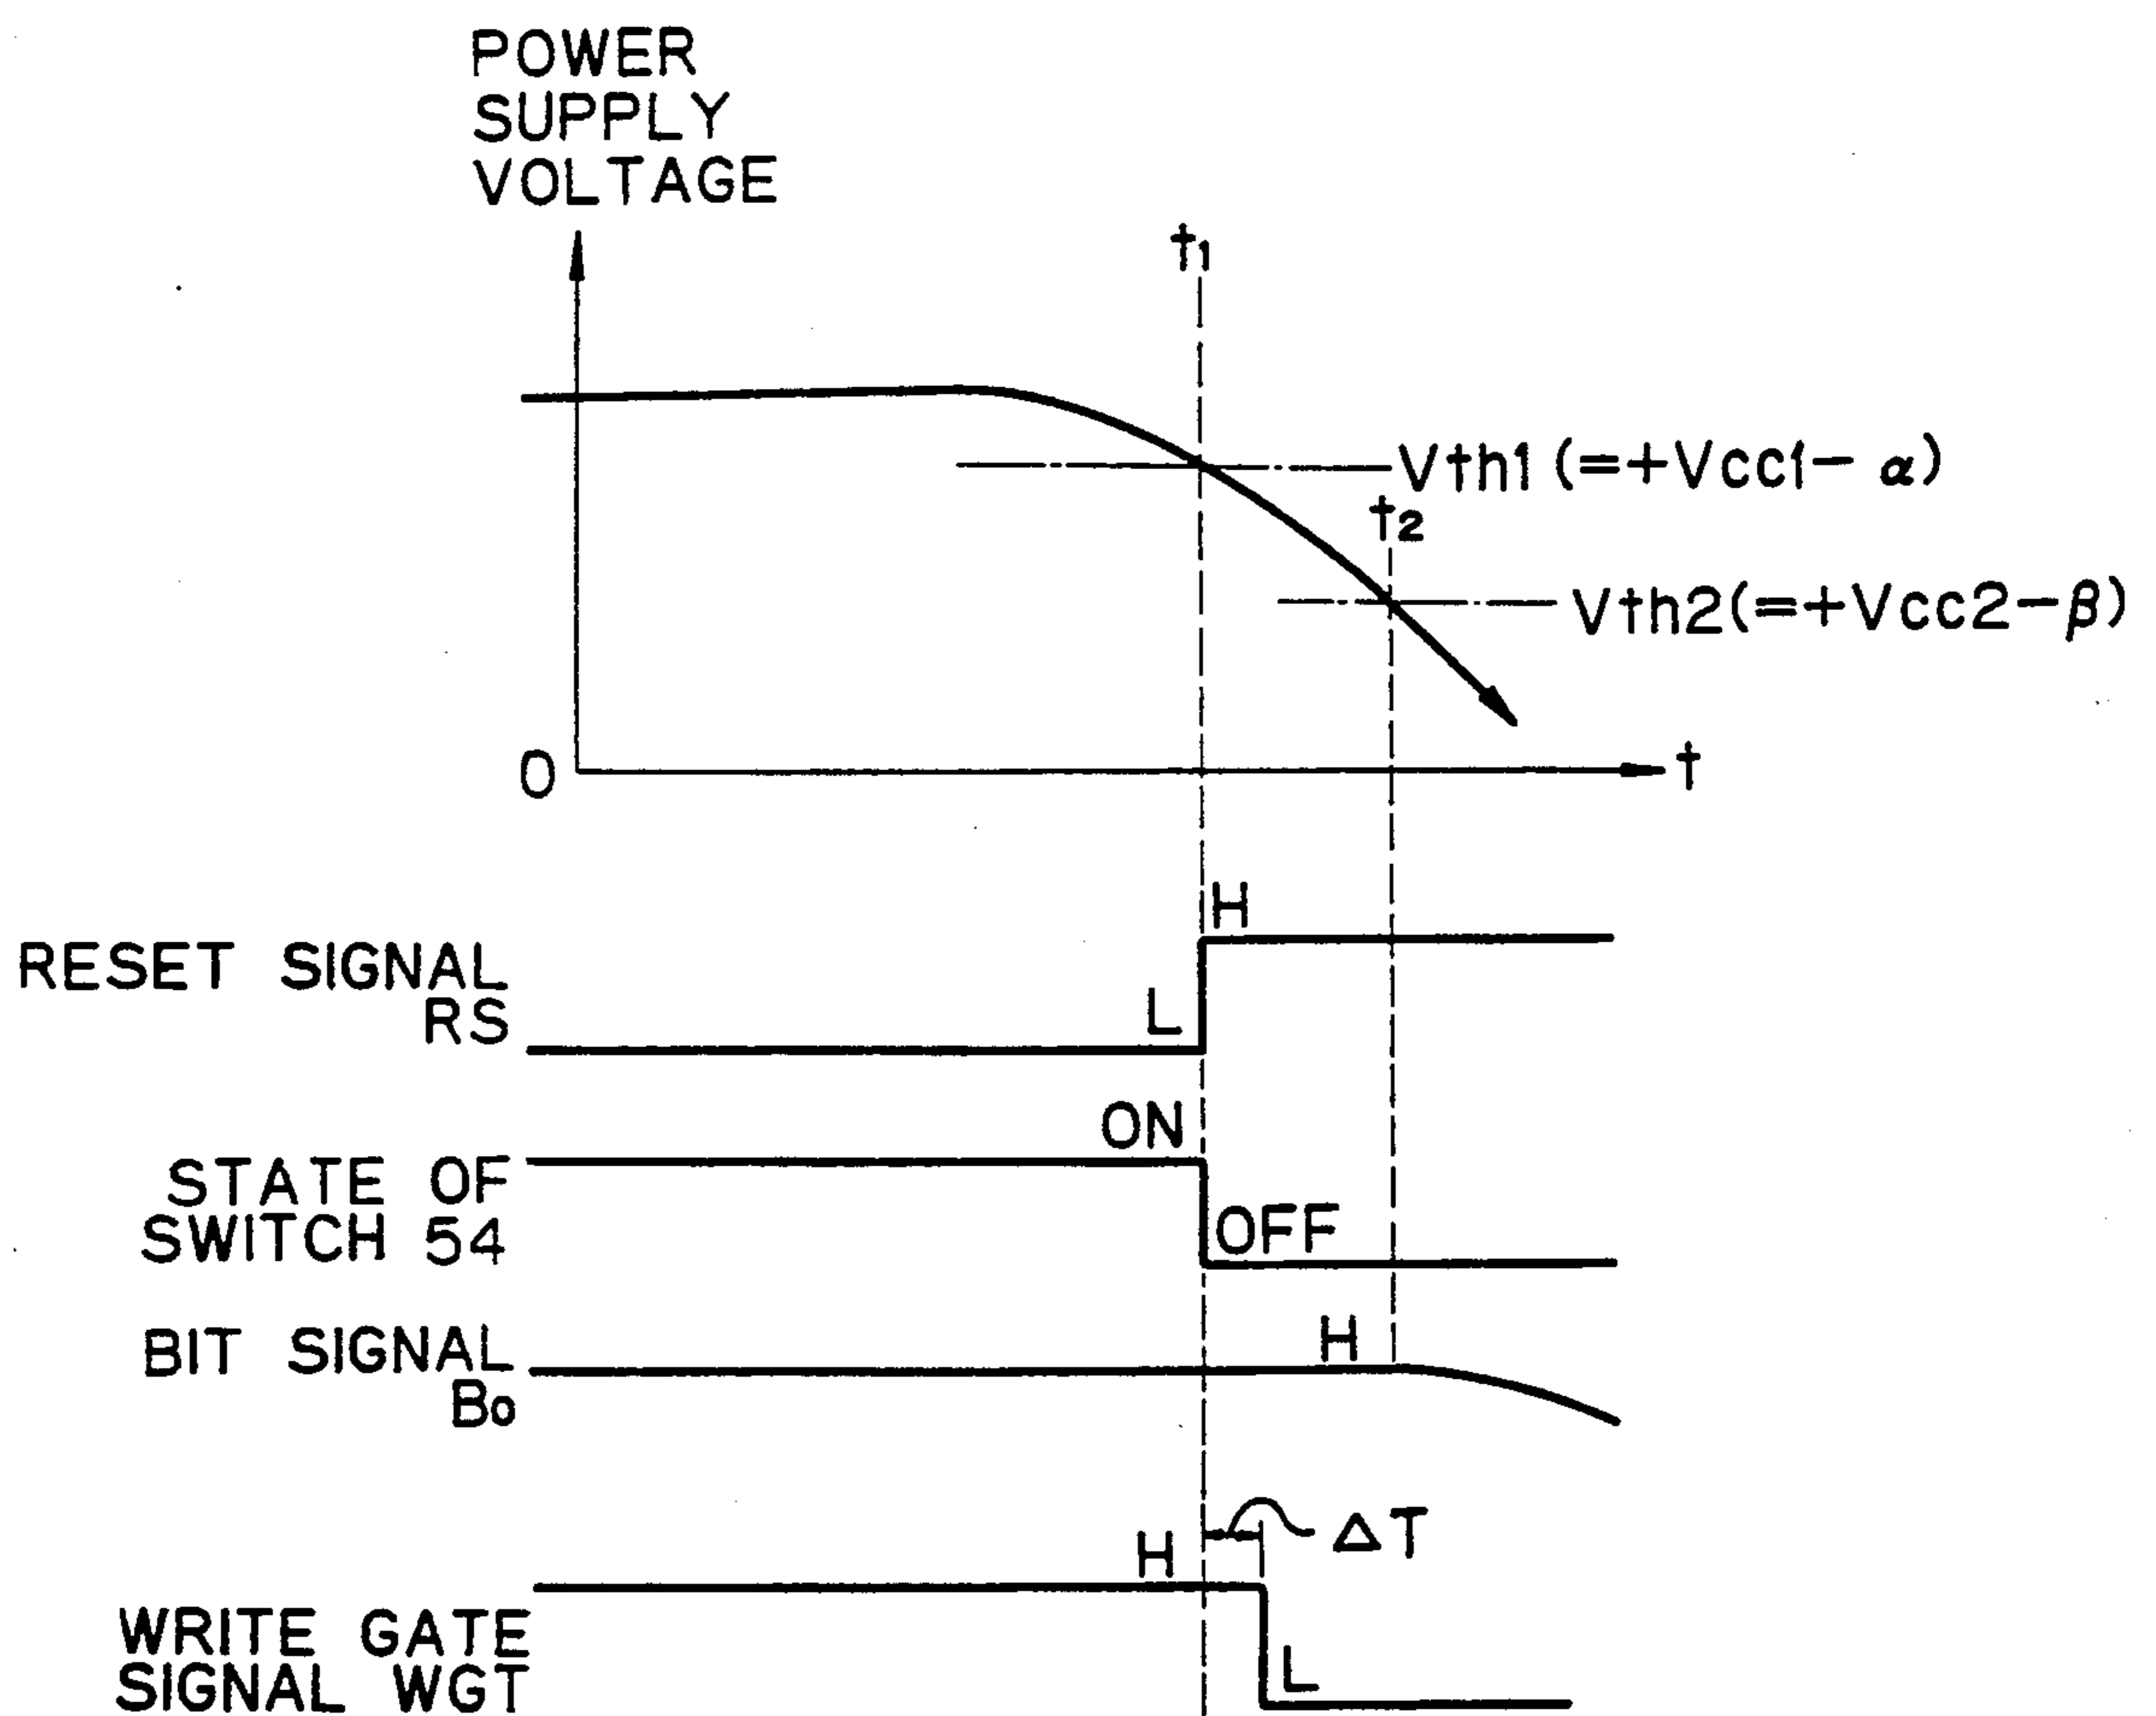 POWER
SUPPLY
VOLTAGE
t1
Vth1 (=+Vcc1− α)
t2
Vth2(=+Vcc2−β)
O
t
H
RESET SIGNAL
L
RS
ON
STATE OF
OFF
SWITCH 54
H
BIT SIGNAL
Bo
H
ΔT
WRITE GATE
L
SIGNAL WGT